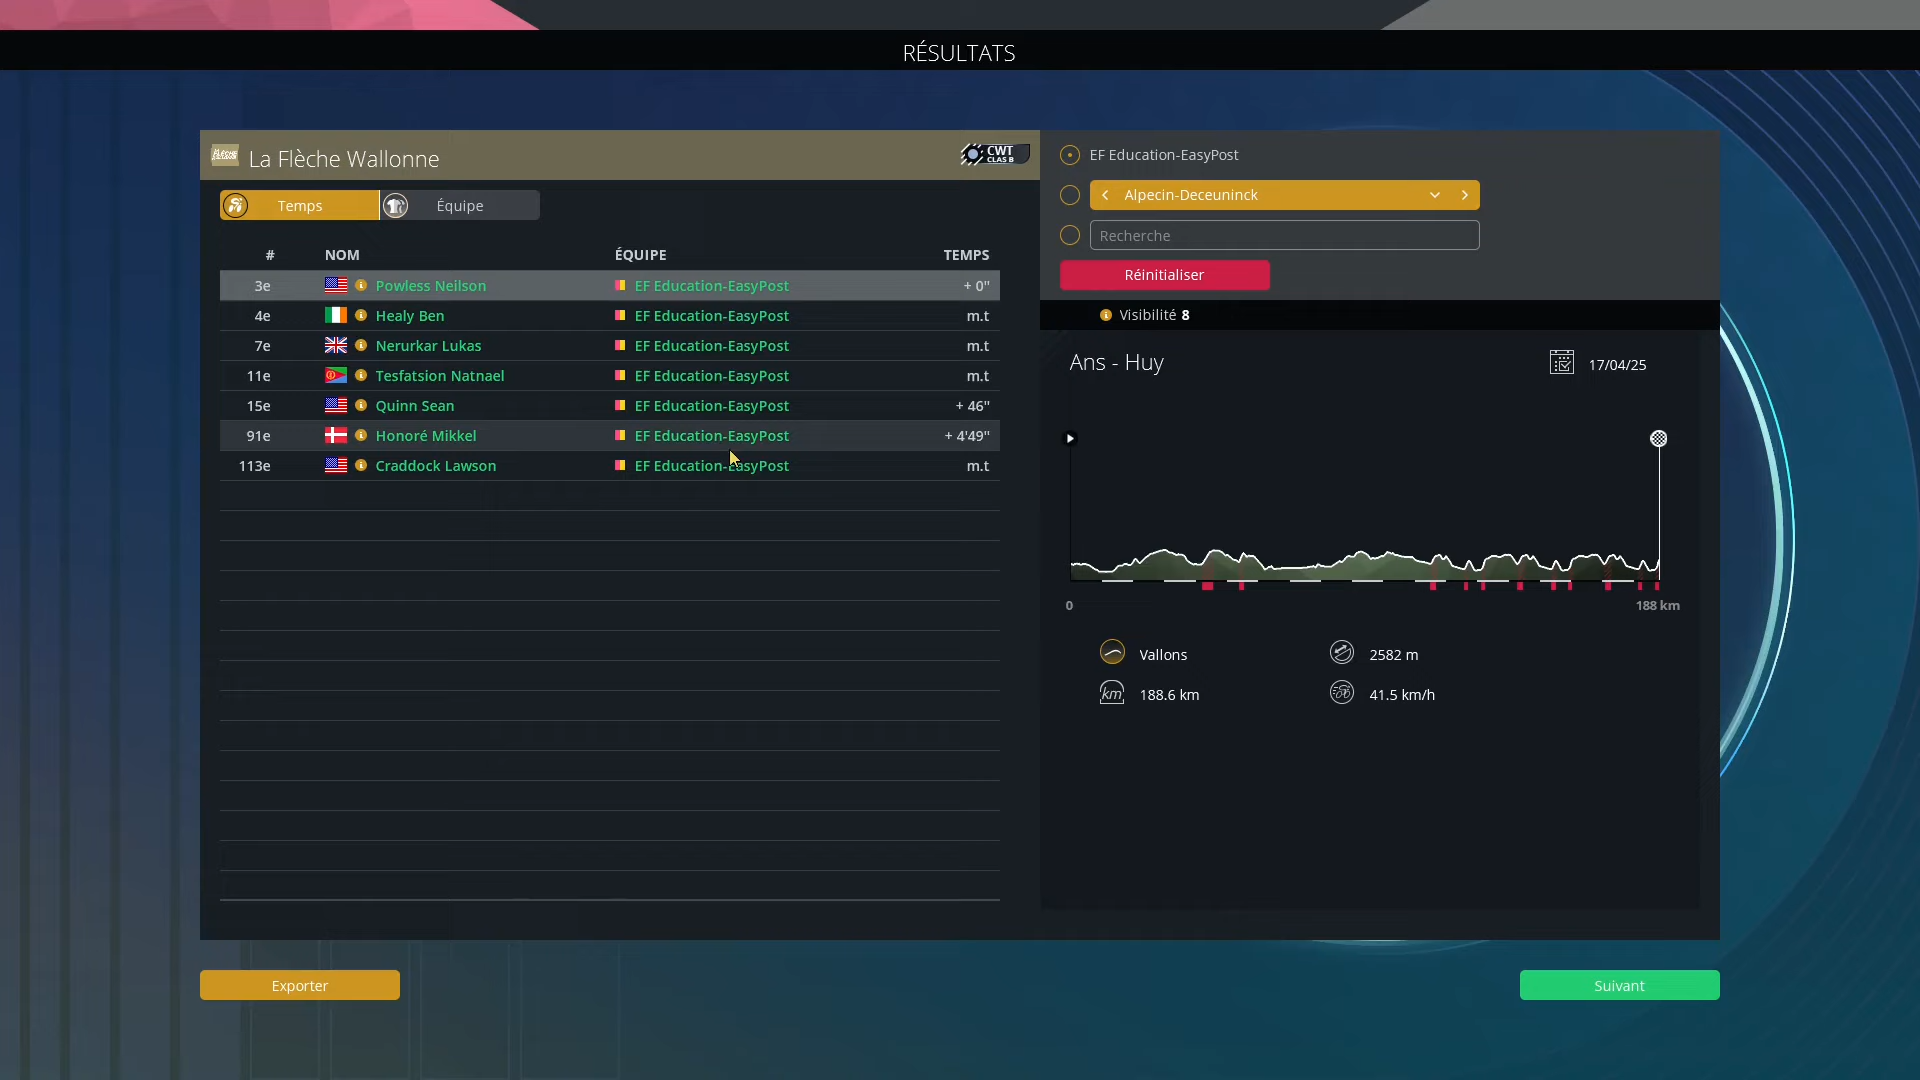 RÉSULTATS
La Flèche Wallonne
CWT
CLAS B
Temps
Équipe
# NOM ÉQUIPE TEMPS
3e Powless Neilson EF Education-EasyPost + 0"
4e Healy Ben EF Education-EasyPost m.t
7e Nerurkar Lukas EF Education-EasyPost m.t
11e Tesfatsion Natnael EF Education-EasyPost m.t
15e Quinn Sean EF Education-EasyPost + 46"
91e Honoré Mikkel EF Education-EasyPost + 4'49"
113e Craddock Lawson EF Education-EasyPost m.t
EF Education-EasyPost
Alpecin-Deceuninck
Recherche
Réinitialiser
Visibilité 8
Ans - Huy
17/04/25
0
188 km
Vallons
2582 m
km
188.6 km
41.5 km/h
Exporter
Suivant